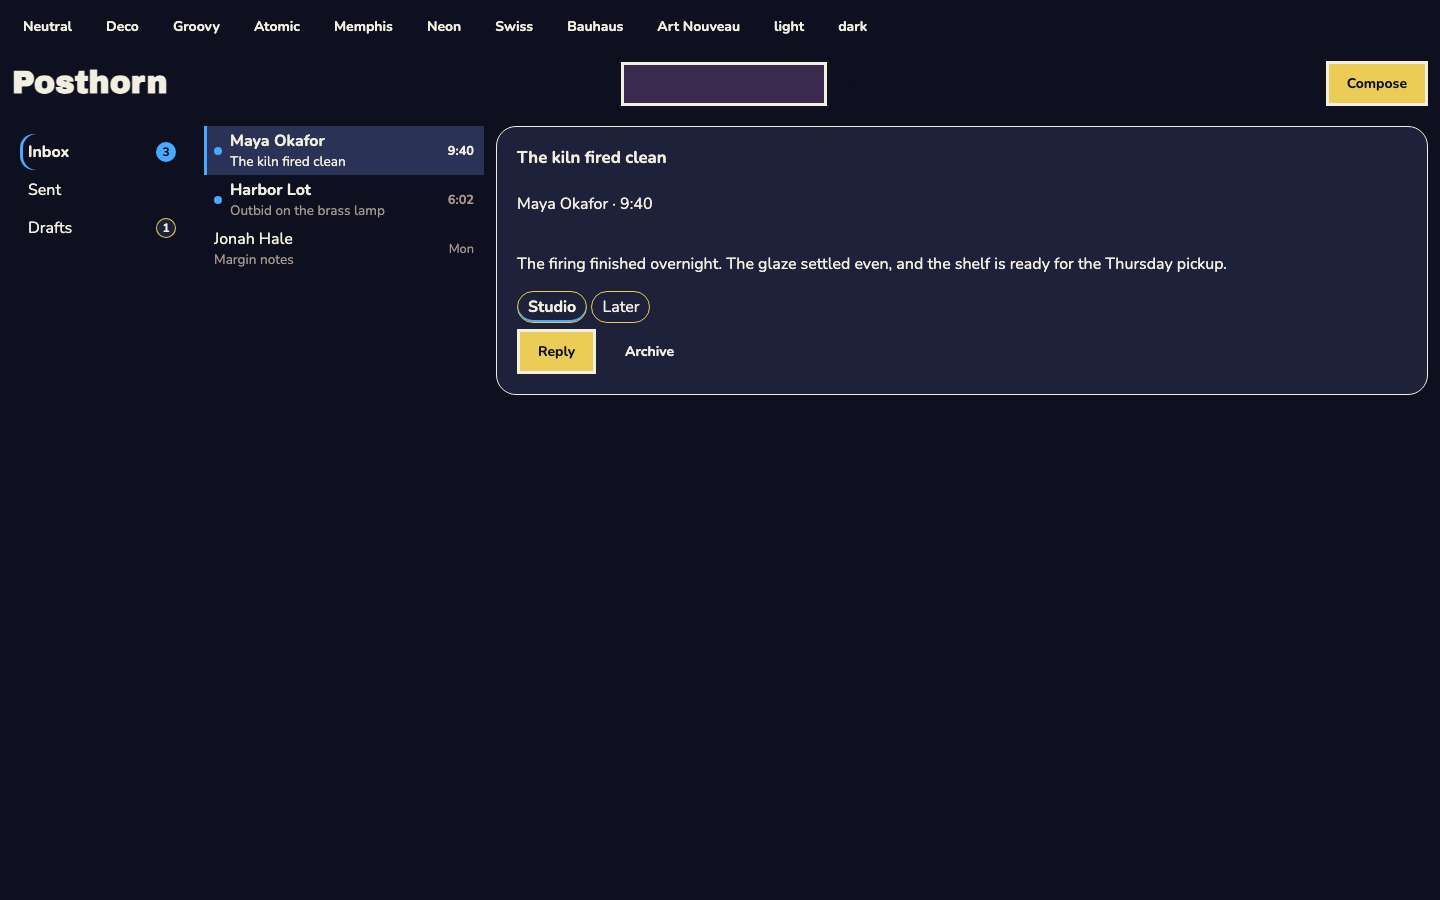 Neutral Deco Groovy Atomic Memphis Neon Swiss Bauhaus Art Nouveau light dark
Posthorn
Compose
Inbox 3
Sent
Drafts 1
Maya Okafor 9:40
The kiln fired clean
Harbor Lot 6:02
Outbid on the brass lamp
Jonah Hale Mon
Margin notes
The kiln fired clean
Maya Okafor · 9:40
The firing finished overnight. The glaze settled even, and the shelf is ready for the Thursday pickup.
Studio Later
Reply Archive